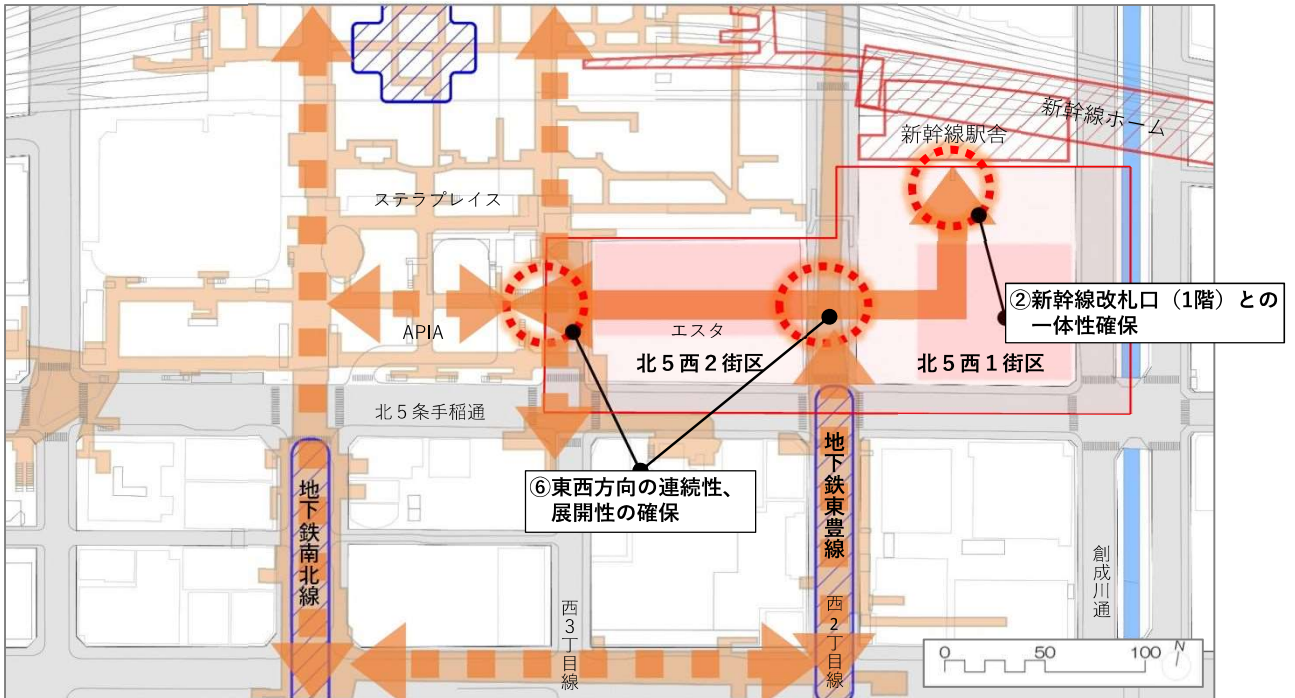 新幹線ホーム
新幹線駅舎
ステラプレイス
②新幹線改札口（1階）との
一体性確保
APIA
エスタ
北5西2街区
北5西1街区
北5条手稲通
⑥東西方向の連続性、
展開性の確保
地下鉄南北線
地下鉄東豊線
西3丁目線
西2丁目線
創成川通
0 50 100 N